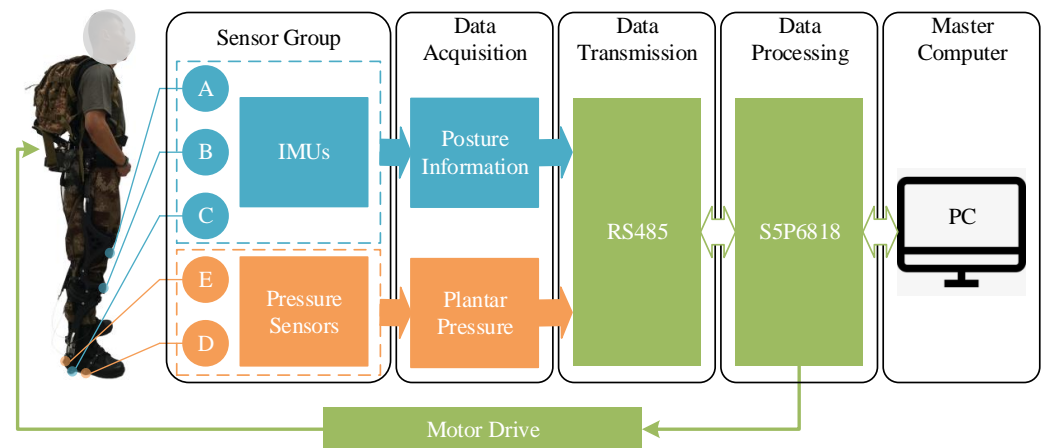 Sensor Group
Data
Acquisition
Data
Transmission
Data
Processing
Master
Computer
A
B
C
IMUs
Posture
Information
E
D
Pressure
Sensors
Plantar
Pressure
RS485
S5P6818
PC
Motor Drive